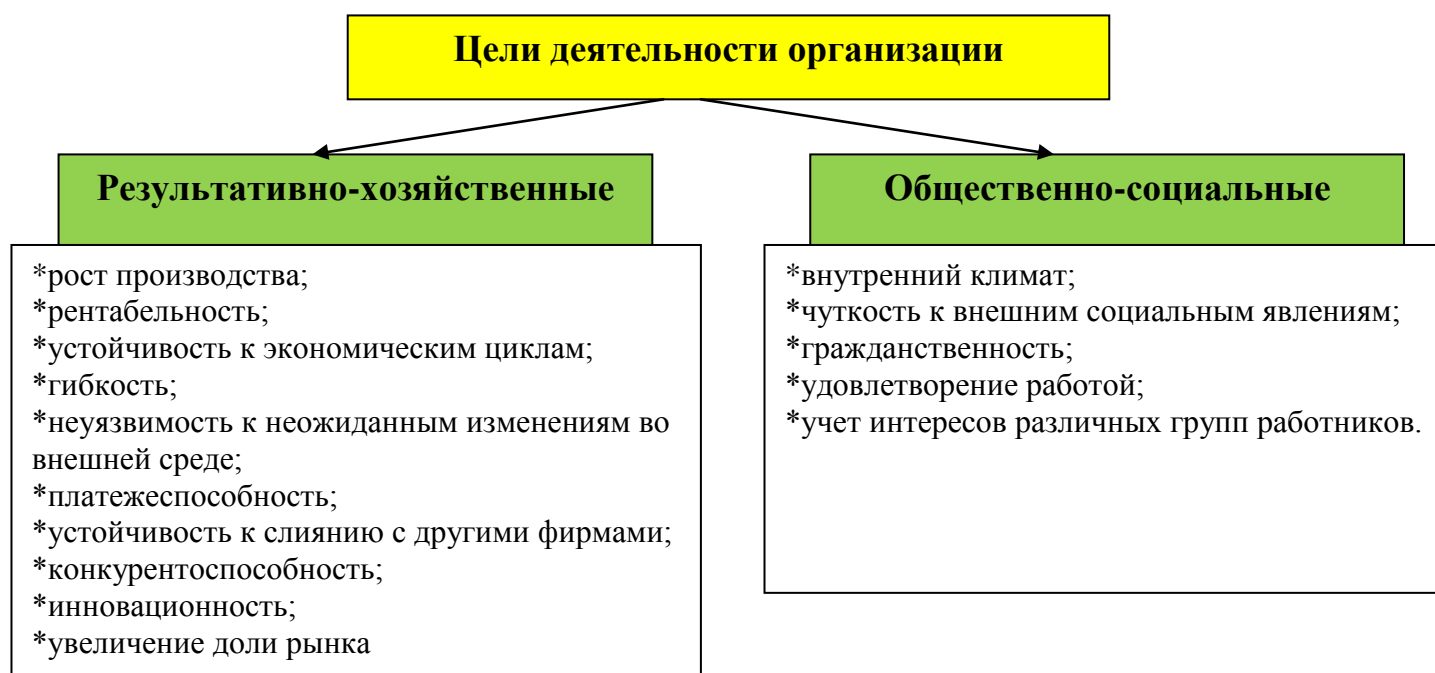 Цели деятельности организации
Результативно-хозяйственные
*рост производства;
*рентабельность;
*устойчивость к экономическим циклам;
*гибкость;
*неуязвимость к неожиданным изменениям во
внешней среде;
*платежеспособность;
*устойчивость к слиянию с другими фирмами;
*конкурентоспособность;
*инновационность;
*увеличение доли рынка
Общественно-социальные
*внутренний климат;
*чуткость к внешним социальным явлениям;
*гражданственность;
*удовлетворение работой;
*учет интересов различных групп работников.